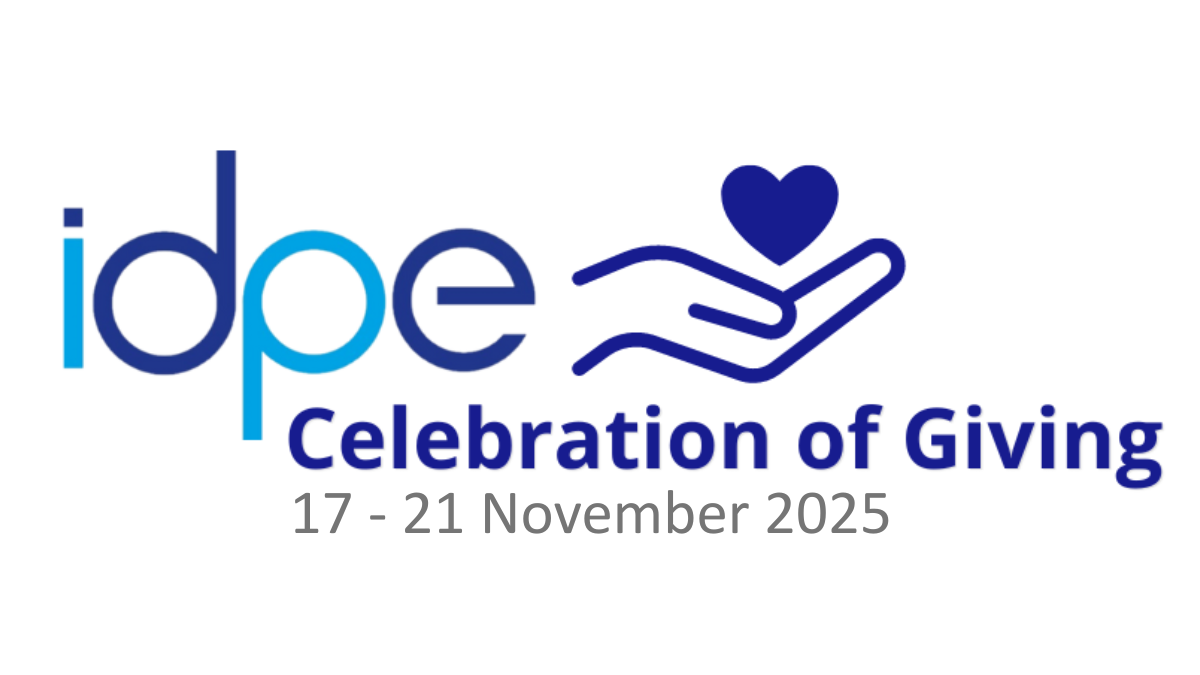 idpe
Celebration of Giving
17 - 21 November 2025